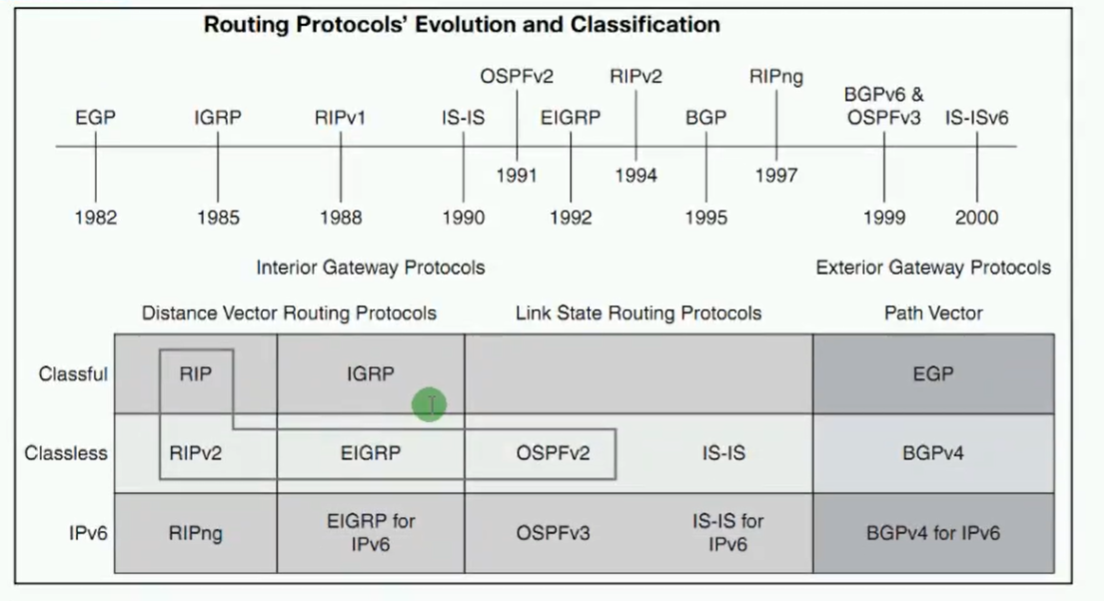 Routing Protocols' Evolution and Classification
OSPFv2 RIPv2 RIPng
BGPv6 &
EGP IGRP RIPv1 IS-IS EIGRP BGP OSPFv3 IS-ISv6
1991 1994 1997
1982 1985 1988 1990 1992 1995 1999 2000
Interior Gateway Protocols Exterior Gateway Protocols
Distance Vector Routing Protocols Link State Routing Protocols Path Vector
Classful RIP IGRP EGP
Classless RIPv2 EIGRP OSPFv2 IS-IS BGPv4
IPv6 RIPng EIGRP for IPv6 OSPFv3 IS-IS for IPv6 BGPv4 for IPv6